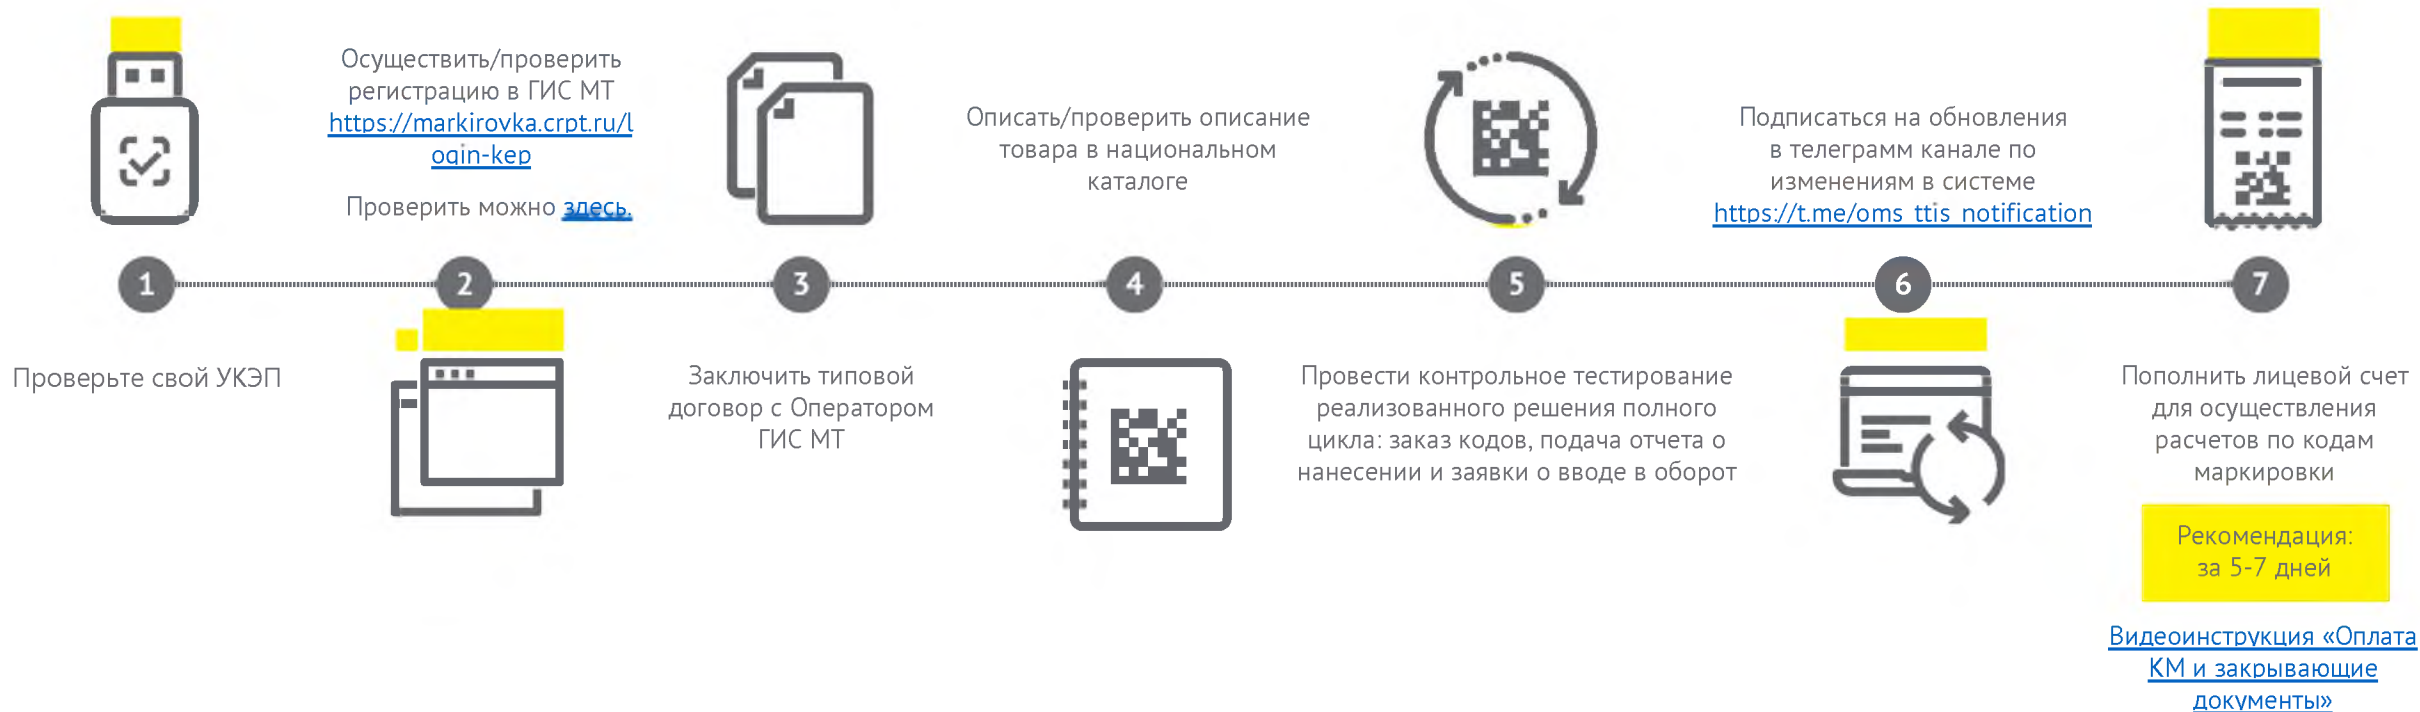 1
Проверьте свой УКЭП
Осуществить/проверить
регистрацию в ГИС МТ
https://markirovka.crpt.ru/l
ogin-kep
Проверить можно здесь.
2
3
Заключить типовой
договор с Оператором
ГИС МТ
Описать/проверить описание
товара в национальном
каталоге
4
5
Провести контрольное тестирование
реализованного решения полного
цикла: заказ кодов, подача отчета о
нанесении и заявки о вводе в оборот
Подписаться на обновления
в телеграмм канале по
изменениям в системе
https://t.me/oms_ttis_notification
6
7
Пополнить лицевой счет
для осуществления
расчетов по кодам
маркировки
Рекомендация:
за 5-7 дней
Видеоинструкция «Оплата
КМ и закрывающие
документы»